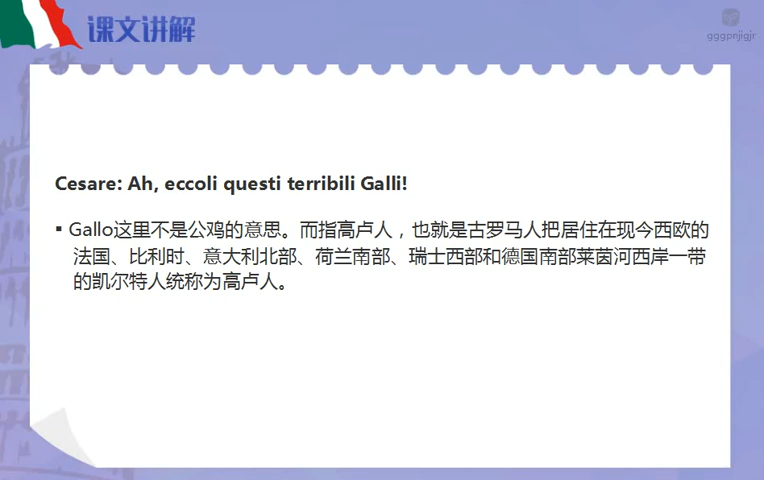 课文讲解
gggpnjigjr
Cesare: Ah, eccoli questi terribili Galli!
▪ Gallo这里不是公鸡的意思。而指高卢人，也就是古罗马人把居住在现今西欧的
法国、比利时、意大利北部、荷兰南部、瑞士西部和德国南部莱茵河西岸一带
的凯尔特人统称为高卢人。